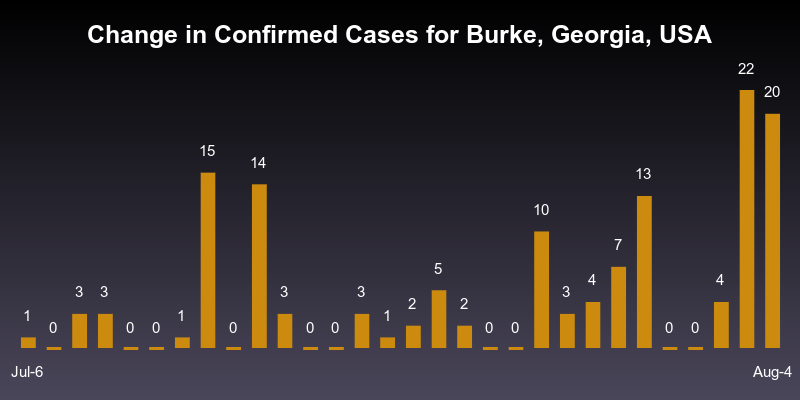 Change in Confirmed Cases for Burke, Georgia, USA
1 0 3 3 0 0 1 15 0 14 3 0 0 3 1 2 5 2 0 0 10 3 4 7 13 0 0 4 22 20
Jul-6 Aug-4